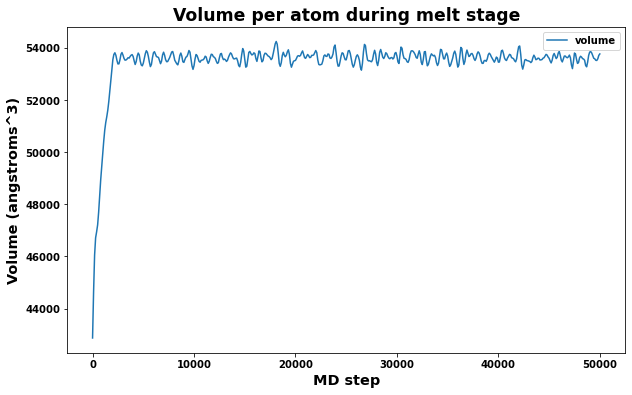 Volume per atom during melt stage
volume
Volume (angstroms^3)
54000
52000
50000
48000
46000
44000
0 10000 20000 30000 40000 50000
MD step